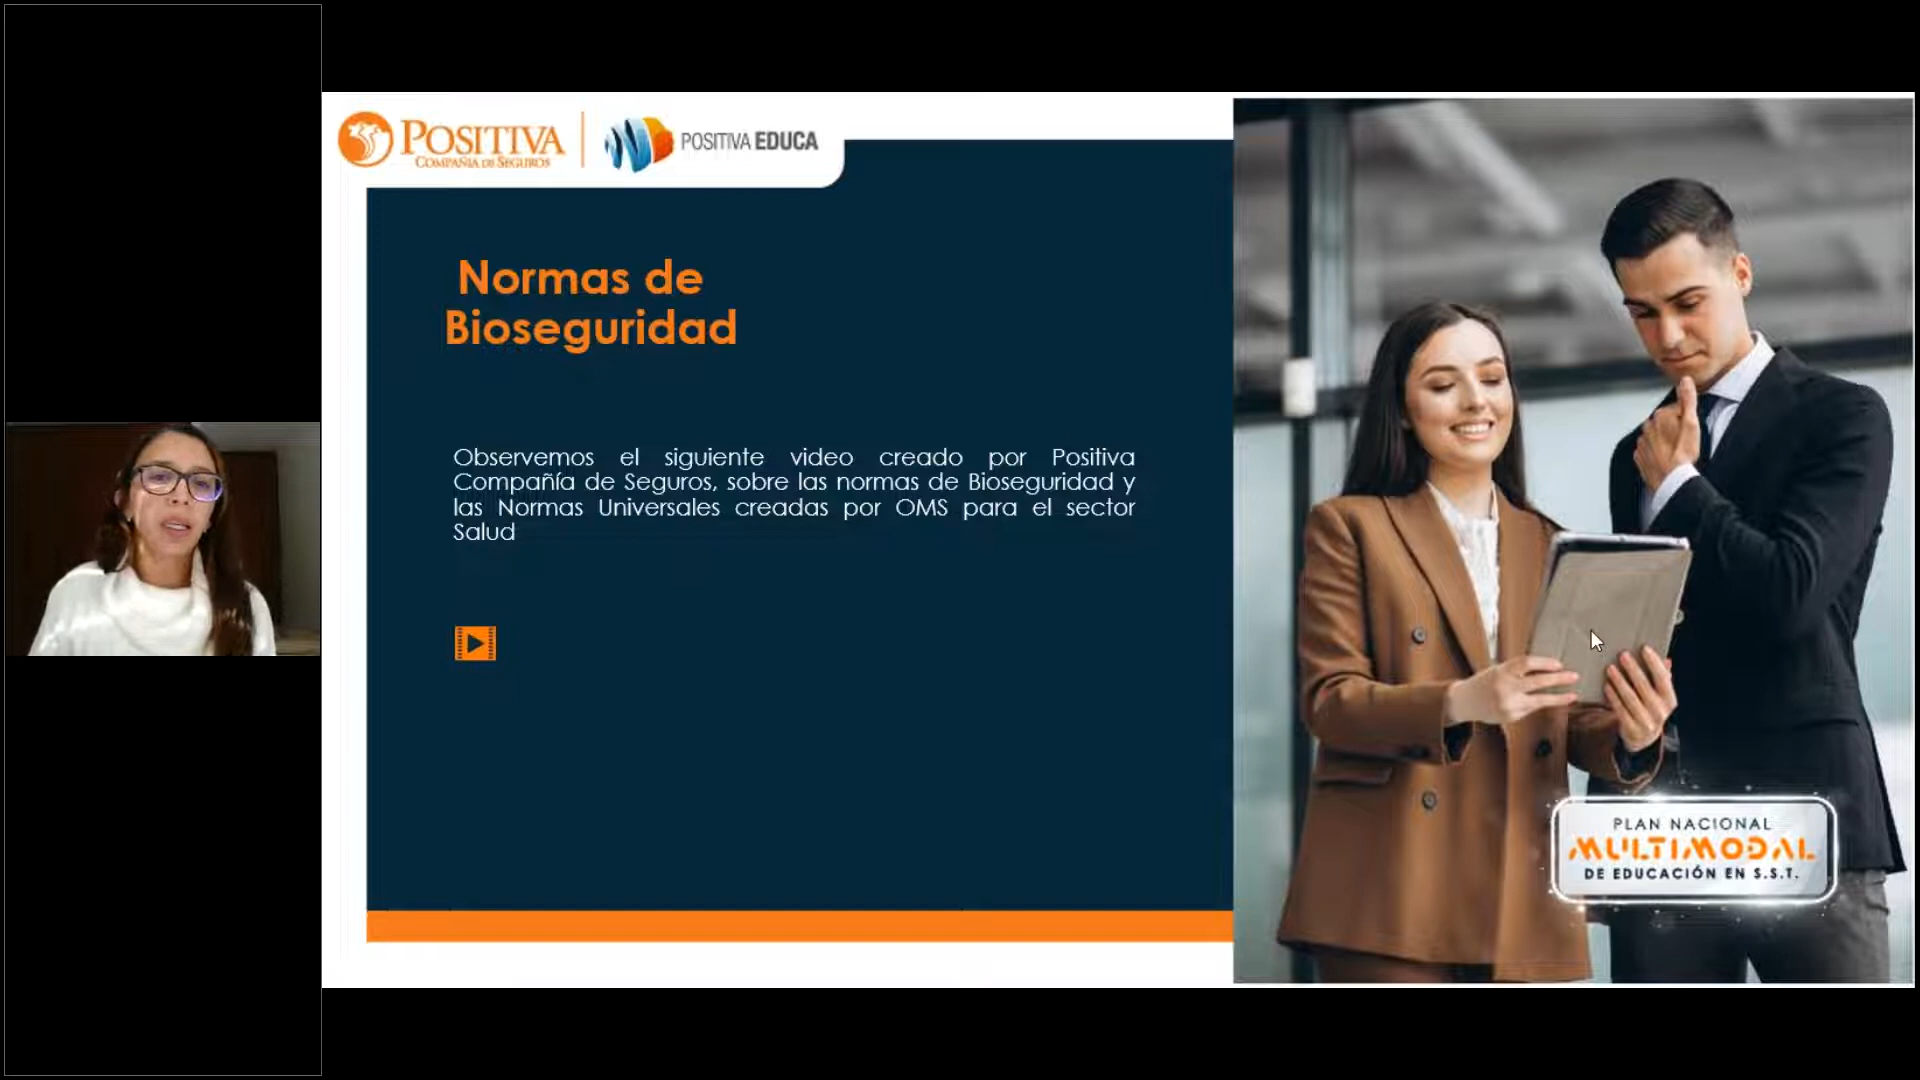 POSITIVA
COMPAÑIA DE SEGUROS
POSITIVA EDUCA
Normas de
Bioseguridad
Observemos el siguiente video creado por Positiva
Compañía de Seguros, sobre las normas de Bioseguridad y
las Normas Universales creadas por OMS para el sector
Salud
PLAN NACIONAL
MULTIMODAL
DE EDUCACIÓN EN S.S.T.